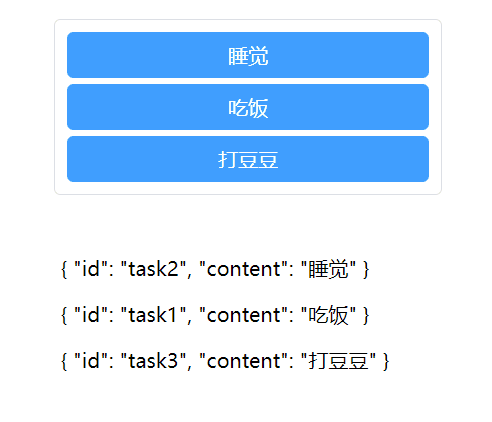 睡觉
吃饭
打豆豆
{ "id": "task2", "content": "睡觉" }
{ "id": "task1", "content": "吃饭" }
{ "id": "task3", "content": "打豆豆" }